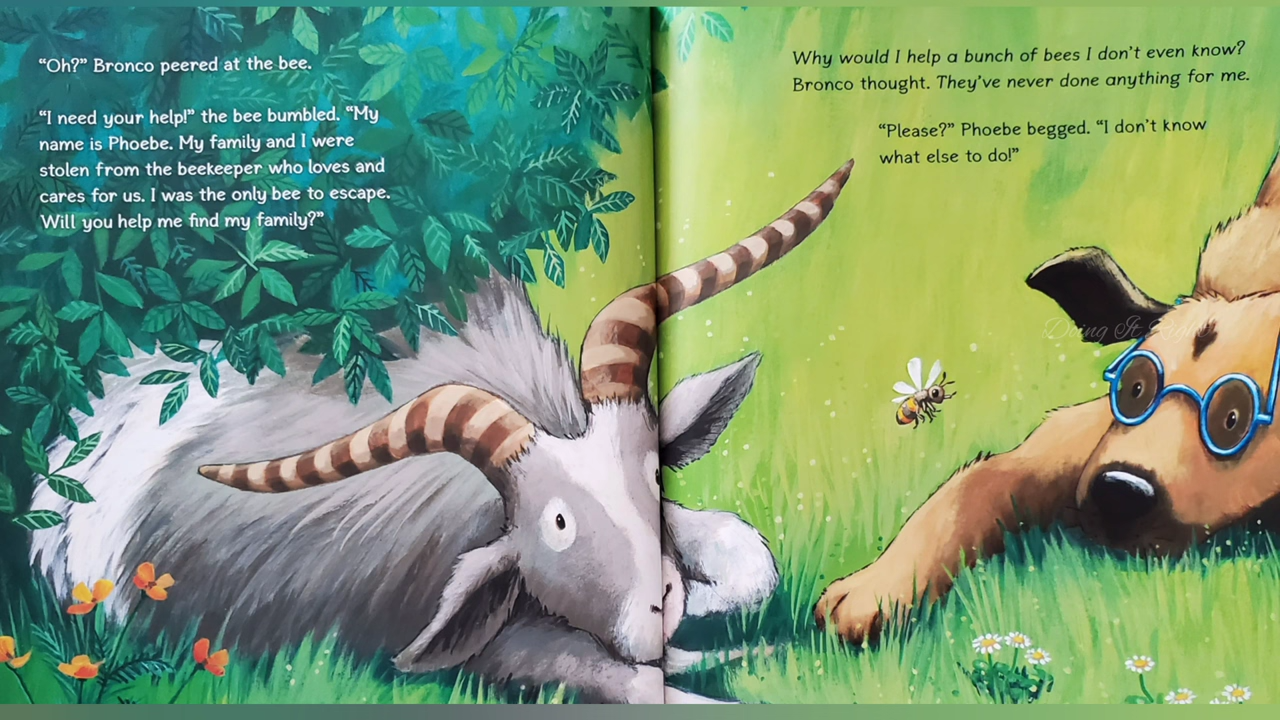 “Oh?” Bronco peered at the bee.
“I need your help!” the bee bumbled. “My
name is Phoebe. My family and I were
stolen from the beekeeper who loves and
cares for us. I was the only bee to escape.
Will you help me find my family?”
Why would I help a bunch of bees I don’t even know?
Bronco thought. They’ve never done anything for me.
“Please?” Phoebe begged. “I don’t know
what else to do!”